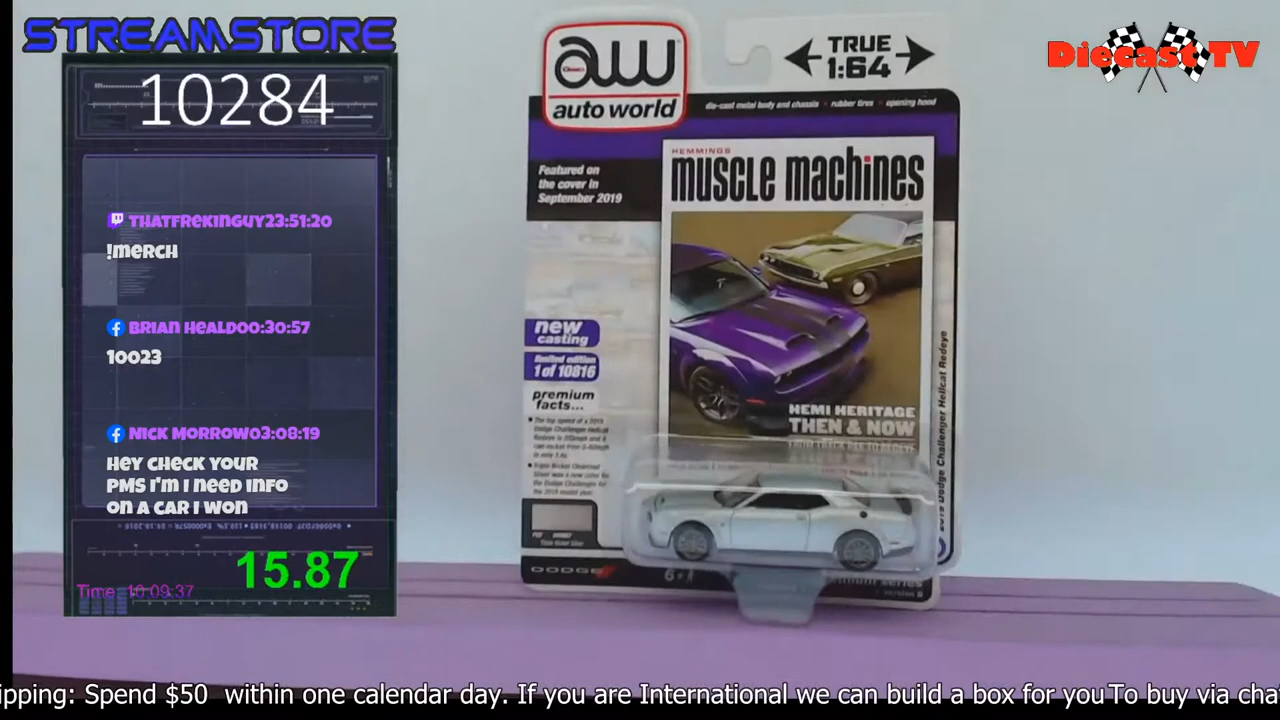 STREAMSTORE
10284
THATFREKINGUY23:51:20
!MERCH
BRIAN HEALD00:30:57
10023
NICK MORROW03:08:19
HEY CHECK YOUR
PMS I'M I NEED INFO
ON A CAR I WON
15.87
Time: 10:09:37
aw
auto world
TRUE
1:64
Diecast TV
die-cast metal body and chassis • rubber tires • opening hood
Featured on
the cover in
September 2019
HEMMINGS
muscle machines
new
casting
limited edition
1 of 10816
premium
facts...
HEMI HERITAGE
THEN & NOW
2019 Dodge Challenger Hellcat Redeye
DODGE
ipping: Spend $50 within one calendar day. If you are International we can build a box for youTo buy via cha